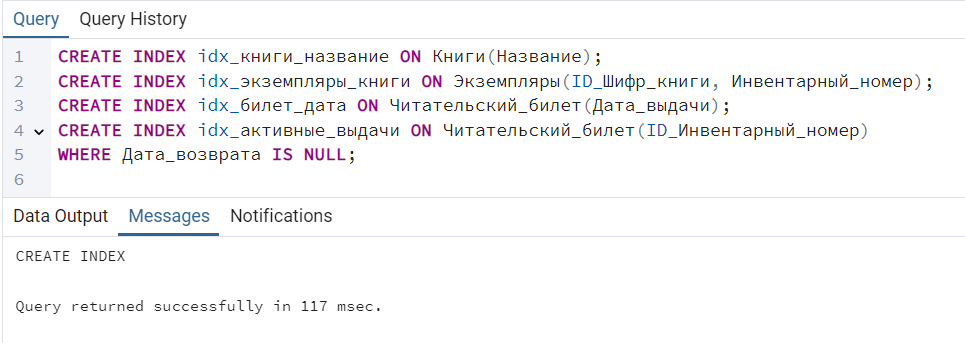 Query Query History
1 CREATE INDEX idx_книги_название ON Книги(Название);
2 CREATE INDEX idx_экземпляры_книги ON Экземпляры(ID_Шифр_книги, Инвентарный_номер);
3 CREATE INDEX idx_билет_дата ON Читательский_билет(Дата_выдачи);
4 CREATE INDEX idx_активные_выдачи ON Читательский_билет(ID_Инвентарный_номер)
5 WHERE Дата_возврата IS NULL;
6
Data Output Messages Notifications
CREATE INDEX
Query returned successfully in 117 msec.